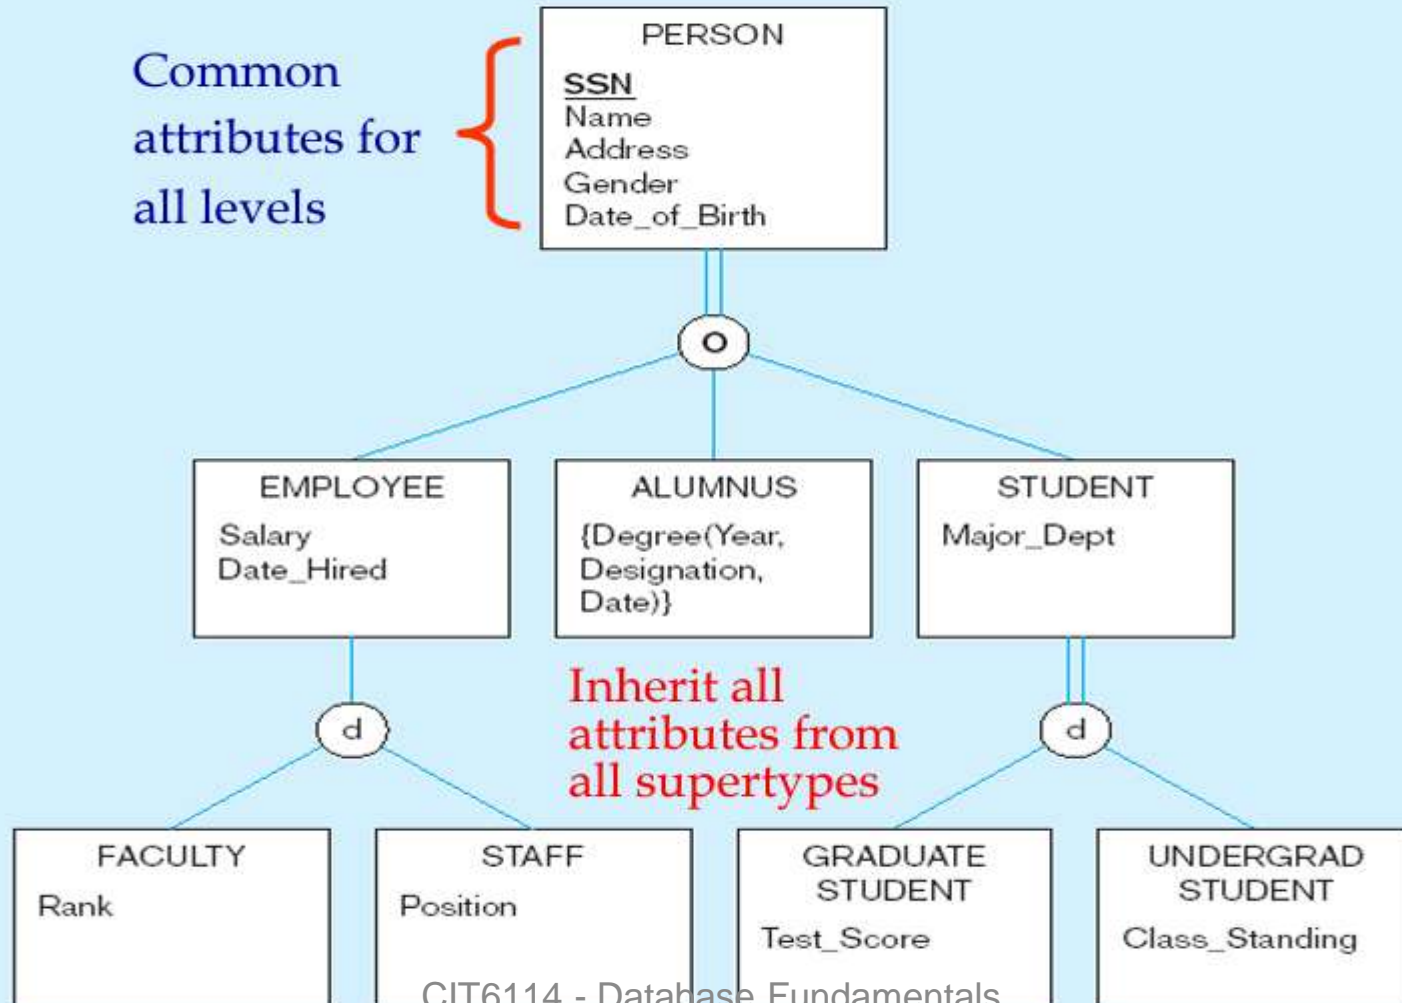 Common
attributes for
all levels
PERSON
SSN
Name
Address
Gender
Date_of_Birth
O
EMPLOYEE
Salary
Date_Hired
ALUMNUS
{Degree(Year,
Designation,
Date)}
STUDENT
Major_Dept
d
Inherit all
attributes from
all supertypes
d
FACULTY
Rank
STAFF
Position
GRADUATE
STUDENT
Test_Score
UNDERGRAD
STUDENT
Class_Standing
CIT6114 - Database Fundamentals